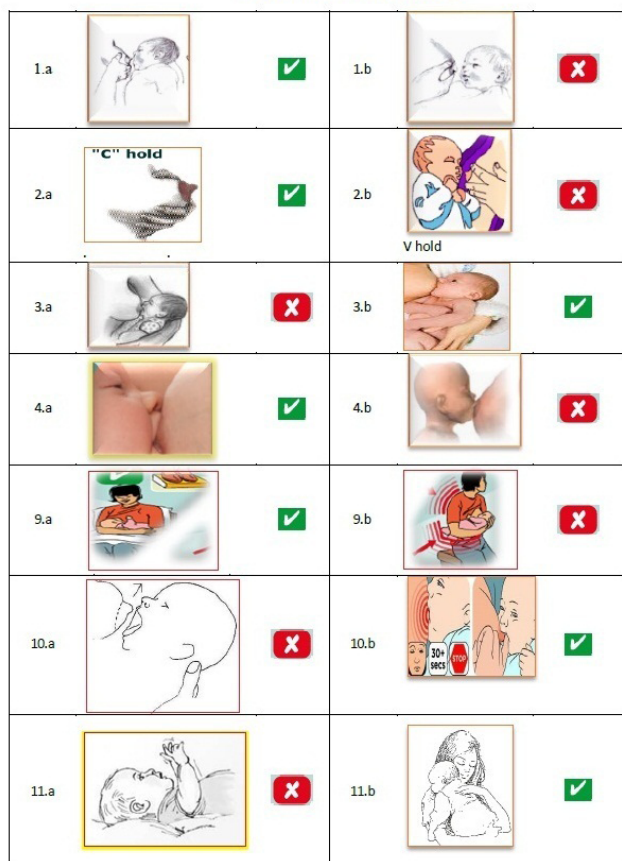 1.a
1.b
2.a
"C" hold
2.b
V hold
3.a
3.b
4.a
4.b
9.a
9.b
10.a
10.b
30+
secs
STOP
11.a
11.b